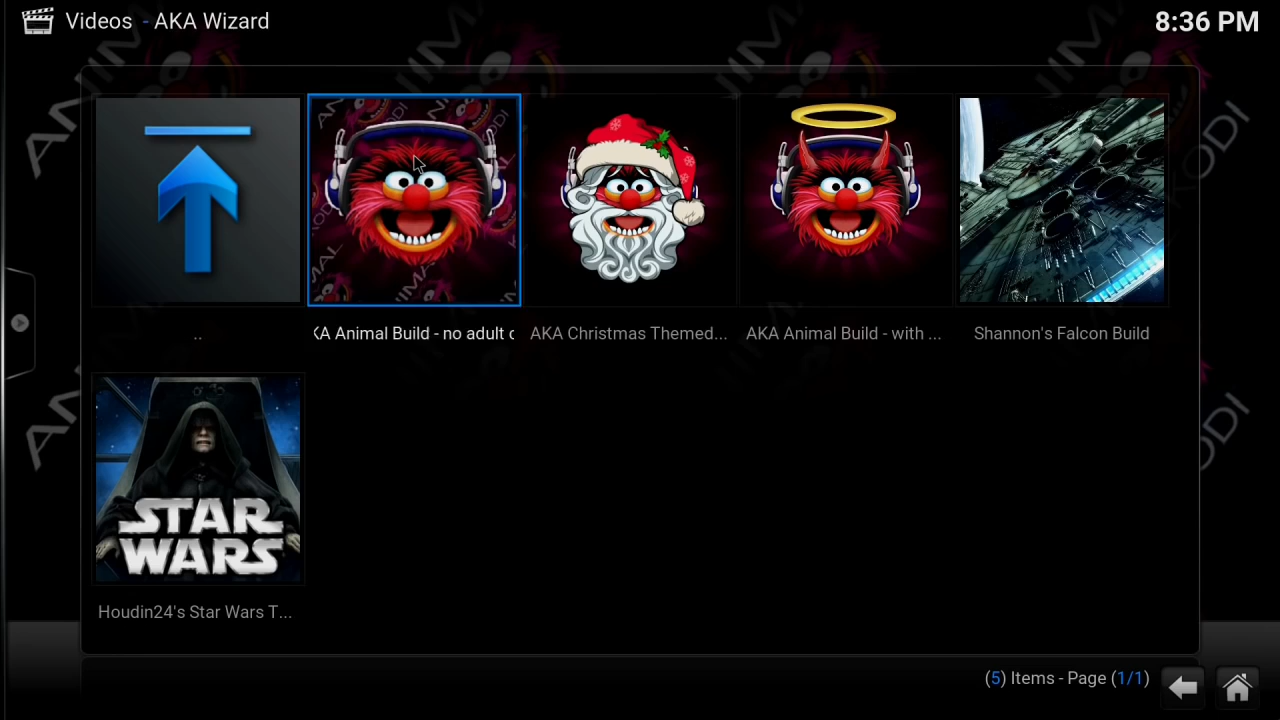 Videos - AKA Wizard
8:36 PM
..
KA Animal Build - no adult c
AKA Christmas Themed...
AKA Animal Build - with ...
Shannon's Falcon Build
STAR
WARS
Houdin24's Star Wars T...
(5) Items - Page (1/1)